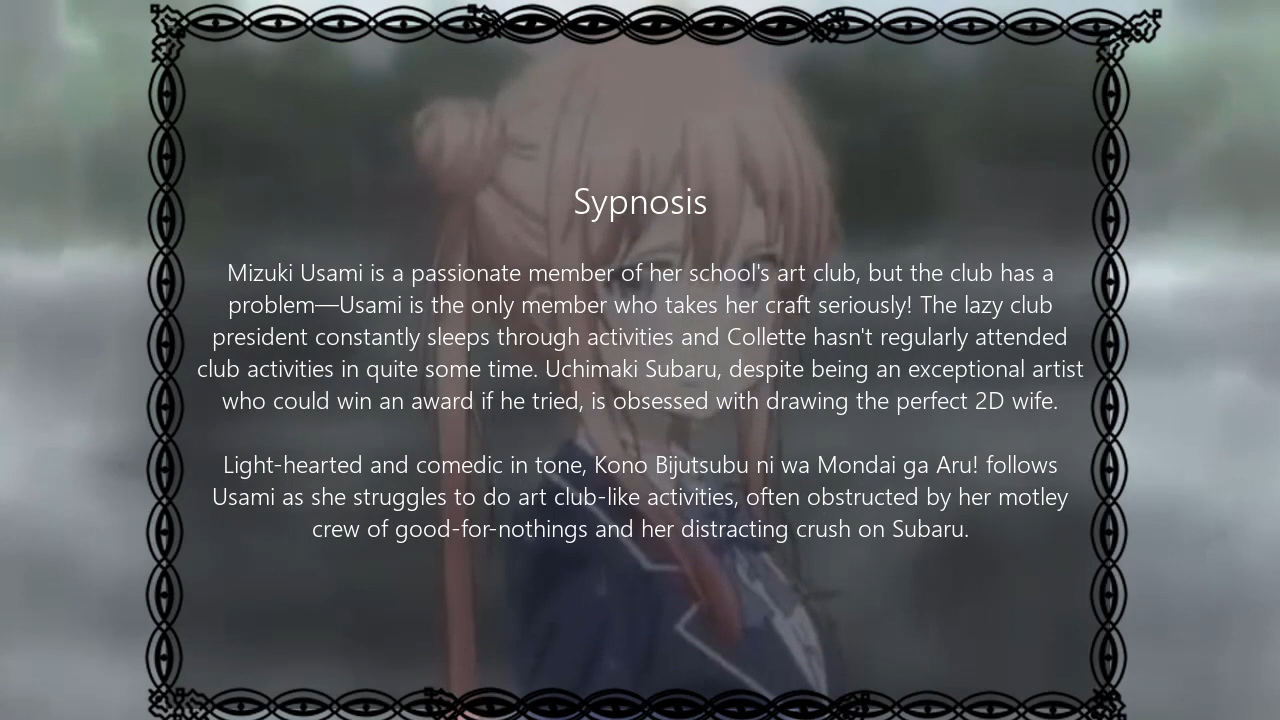 Sypnosis
Mizuki Usami is a passionate member of her school's art club, but the club has a
problem—Usami is the only member who takes her craft seriously! The lazy club
president constantly sleeps through activities and Collette hasn't regularly attended
club activities in quite some time. Uchimaki Subaru, despite being an exceptional artist
who could win an award if he tried, is obsessed with drawing the perfect 2D wife.
Light-hearted and comedic in tone, Kono Bijutsubu ni wa Mondai ga Aru! follows
Usami as she struggles to do art club-like activities, often obstructed by her motley
crew of good-for-nothings and her distracting crush on Subaru.